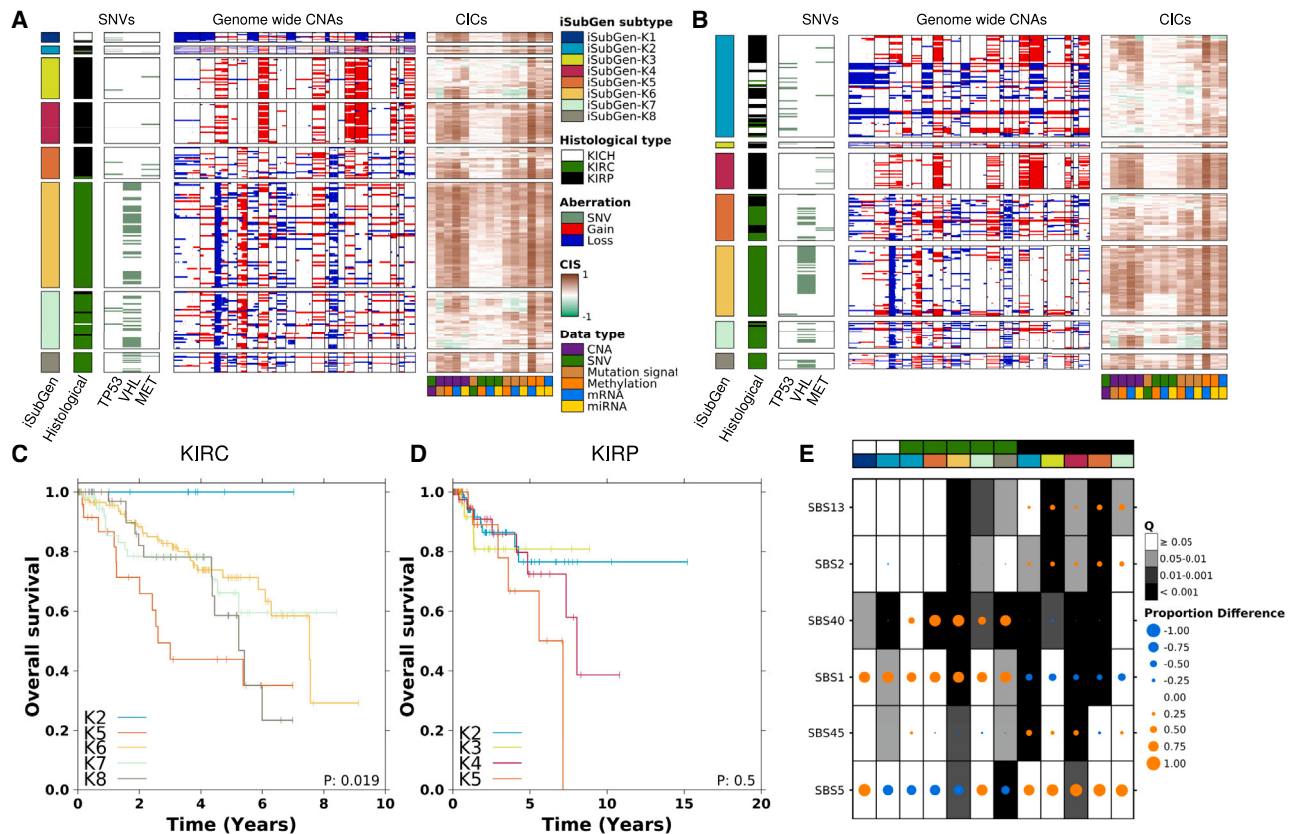 A
SNVs
Genome wide CNAs
CICs
iSubGen subtype
iSubGen-K1
iSubGen-K2
iSubGen-K3
iSubGen-K4
iSubGen-K5
iSubGen-K6
iSubGen-K7
iSubGen-K8
Histological type
KICH
KIRC
KIRP
Aberration
SNV
Gain
Loss
CIS
1
-1
Data type
CNA
SNV
Mutation signat
Methylation
mRNA
miRNA
iSubGen
Histological
TP53
VHL
MET
B
SNVs
Genome wide CNAs
CICs
iSubGen
Histological
TP53
VHL
MET
C
KIRC
Overall survival
1.0
0.8
0.6
0.4
0.2
0.0
K2
K5
K6
K7
K8
P: 0.019
0 2 4 6 8 10
Time (Years)
D
KIRP
Overall survival
1.0
0.8
0.6
0.4
0.2
0.0
K2
K3
K4
K5
P: 0.5
0 5 10 15 20
Time (Years)
E
SBS13
SBS2
SBS40
SBS1
SBS45
SBS5
Q
≥ 0.05
0.05-0.01
0.01-0.001
< 0.001
Proportion Difference
-1.00
-0.75
-0.50
-0.25
0.00
0.25
0.50
0.75
1.00